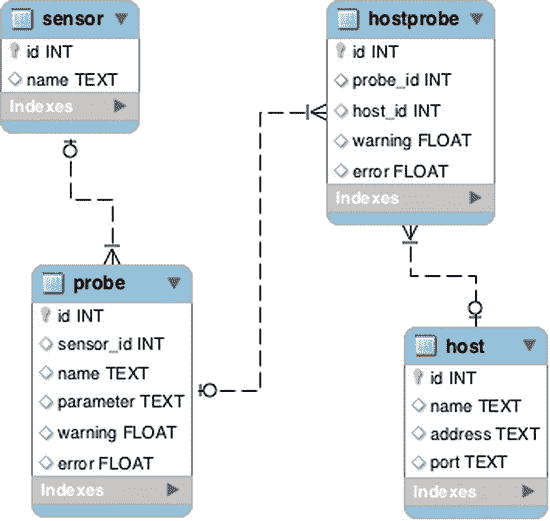 sensor
id INT
name TEXT
Indexes
hostprobe
id INT
probe_id INT
host_id INT
warning FLOAT
error FLOAT
Indexes
probe
id INT
sensor_id INT
name TEXT
parameter TEXT
warning FLOAT
error FLOAT
Indexes
host
id INT
name TEXT
address TEXT
port TEXT
Indexes